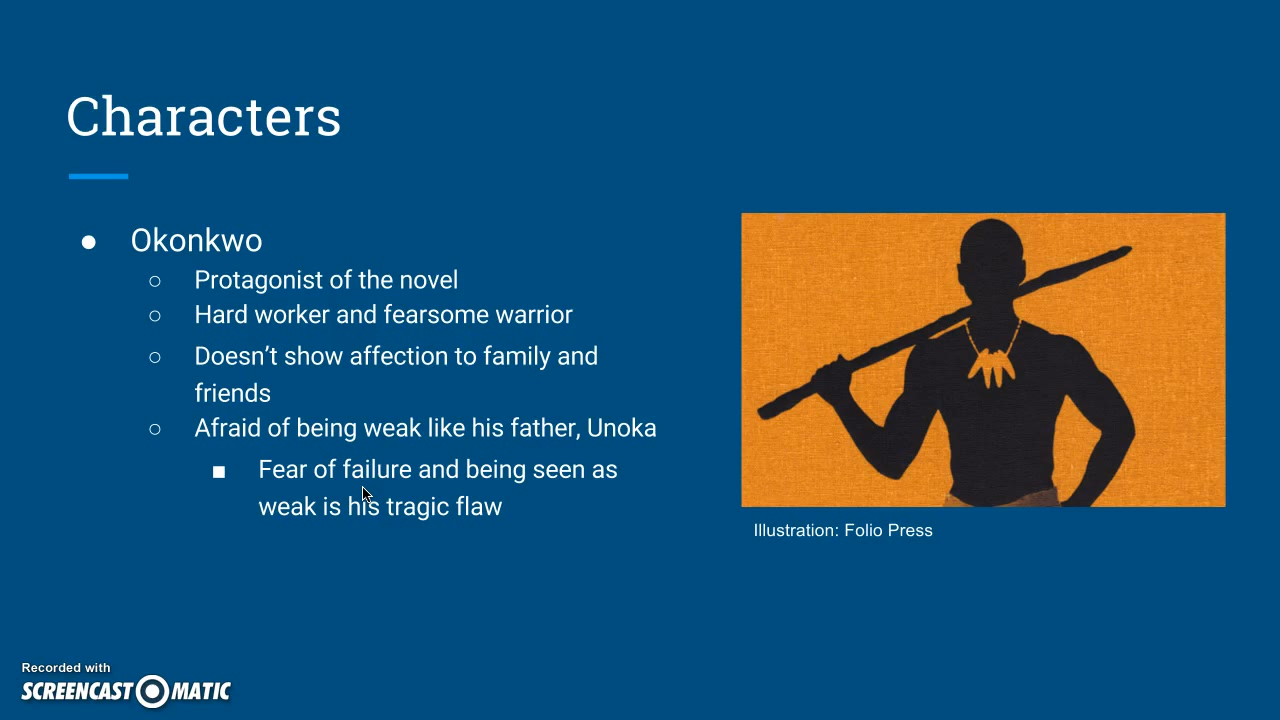 Characters
● Okonkwo
○ Protagonist of the novel
○ Hard worker and fearsome warrior
○ Doesn’t show affection to family and
friends
○ Afraid of being weak like his father, Unoka
■ Fear of failure and being seen as
weak is his tragic flaw
Illustration: Folio Press
Recorded with
SCREENCAST MATIC